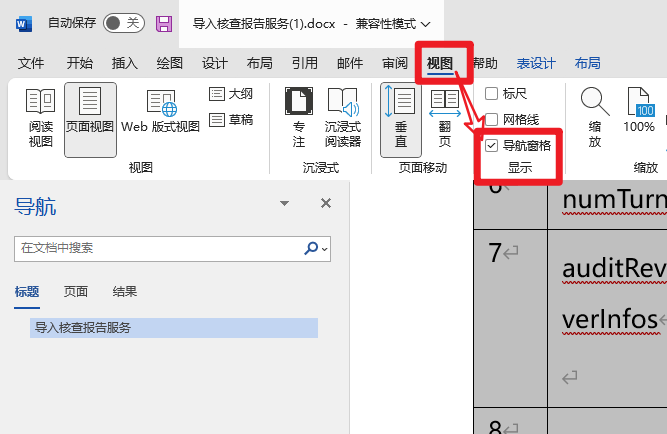 自动保存 关 导入核查报告服务(1).docx - 兼容性模式
文件 开始 插入 绘图 设计 布局 引用 邮件 审阅 视图 帮助 表设计 布局
阅读视图 页面视图 Web 版式视图 大纲 草稿
视图
专注 沉浸式阅读器
沉浸式
垂直 翻页
页面移动
标尺
网格线
导航窗格
显示
缩放 100%
缩放
导航
在文档中搜索
标题 页面 结果
导入核查报告服务
numTurn
7 auditRev
verInfos
8